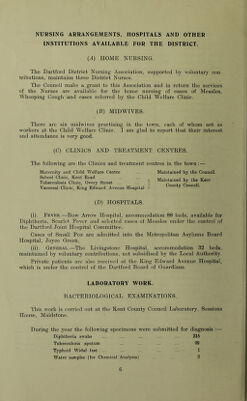 NURSING ARRANGEMENTS, HOSPITALS AND OTHER
INSTITUTIONS AVAILABLE FOR THE DISTRICT.
(A) HOME NURSING.
The Dartford District Nursing Association, supported by voluntary con-
tributions, maintains three District Nurses.
The Council make a grant to this Association and in return the services
of the Nurses are available for the home nursing of cases of Measles,
Whooping Cough and cases referred by the Child Welfare Clinic.
(B) MIDWIVES.
There are six midwives practising in the town, each of whom act as
workers at the Child Welfare Clinic. I am glad to report that their interest
and attendance is very good.
(C) CLINICS AND TREATMENT CENTRES.
The following are the Clinics and treatment centres in the town :—
Maternity and Child Welfare Centre ... Maintained by the Council.
School Clinic, Kent Road
Tuberculosis Clinic, Overy Street Maintained by the Kent
Venereal Clinic, King Edward Avenue Hospital County Council.
(D) HOSPITALS.
(i) FEVER.—Bow Arrow Hospital, accommodation 99 beds, available for
Diphtheria, Scarlet Fever and selected cases of Measles under the control of
the Dartford Joint Hospital Committee.
Cases of Small Pox are admitted into the Metropolitan Asylums Board
Hospital, Joyce Green.
(ii) GENERAL.—The Livingstone Hospital, accommodation 32 beds,
maintained by voluntary contributions, not subsidised by the Local Authority.
Private patients are also received at the King Edward Avenue Hospital,
which is under the control of the Dartford Board of Guardians.
LABORATORY WORK.
BACTERIOLOGICAL EXAMINATIONS.
This work is carried out at the Kent County Council Laboratory, Sessions
House, Maidstone.
During the year the following specimens were submitted for diagnosis :—
Diphtheria swabs
Tuberculous sputum
Typhoid Widal test 1
Water samples (for Chemical Analysis)
6